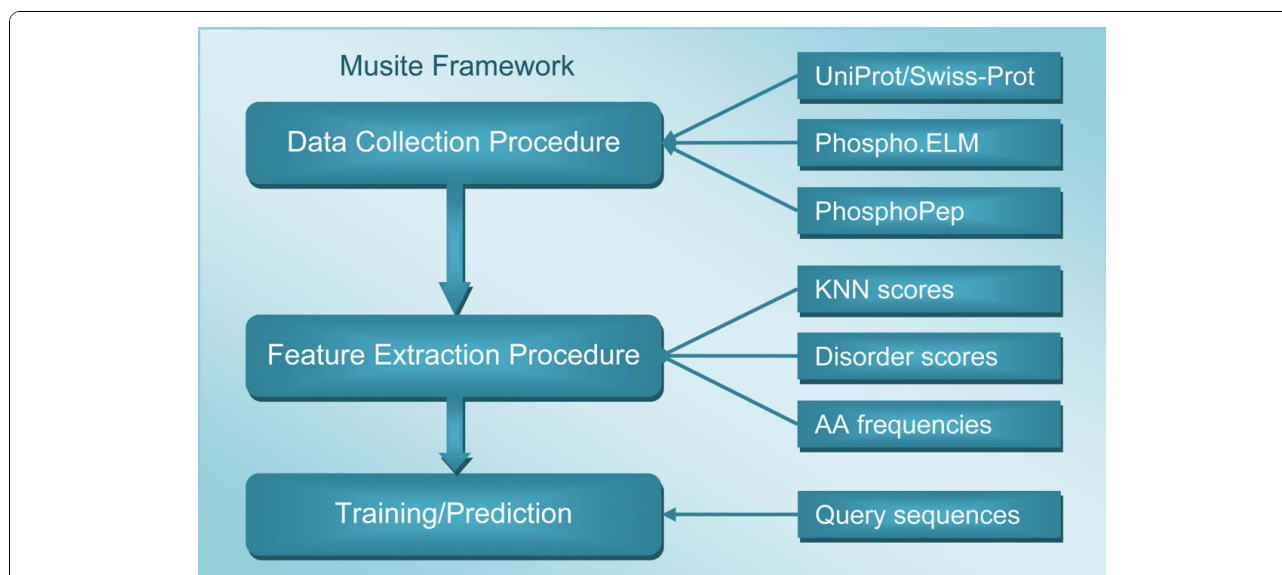 Musite Framework
Data Collection Procedure
UniProt/Swiss-Prot
Phospho.ELM
PhosphoPep
Feature Extraction Procedure
KNN scores
Disorder scores
AA frequencies
Training/Prediction
Query sequences